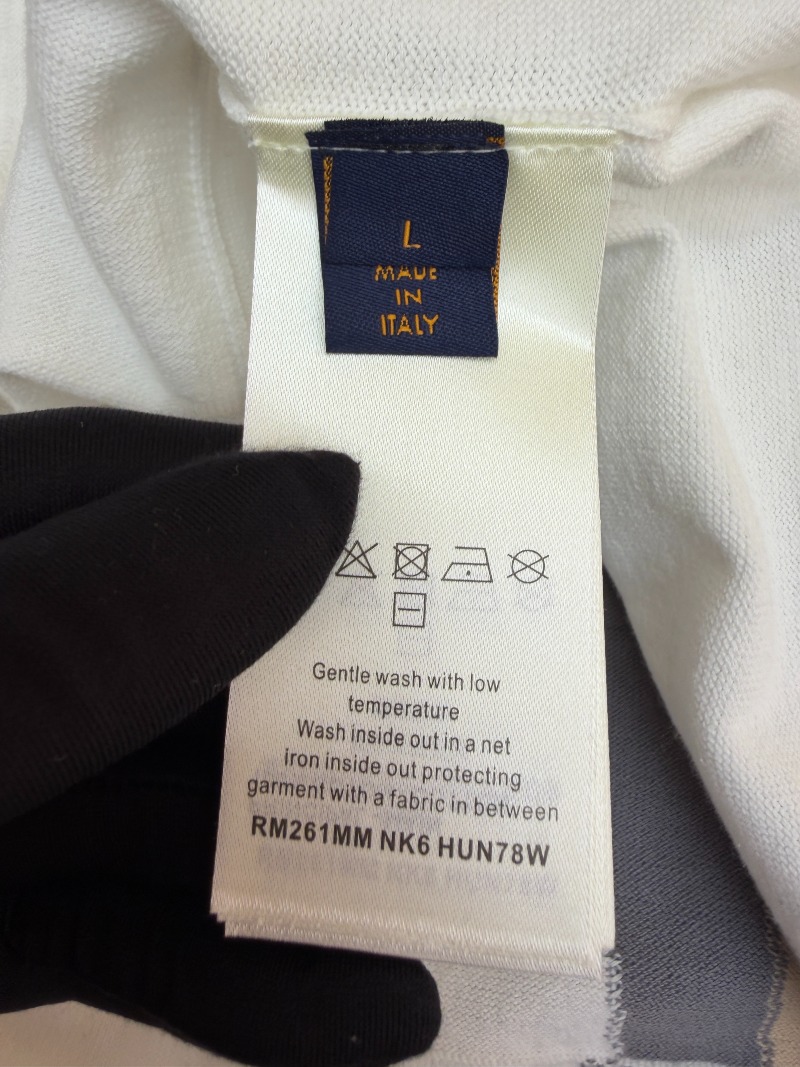 L
MADE
IN
ITALY
Gentle wash with low
temperature
Wash inside out in a net
iron inside out protecting
garment with a fabric in between
RM261MM NK6 HUN78W